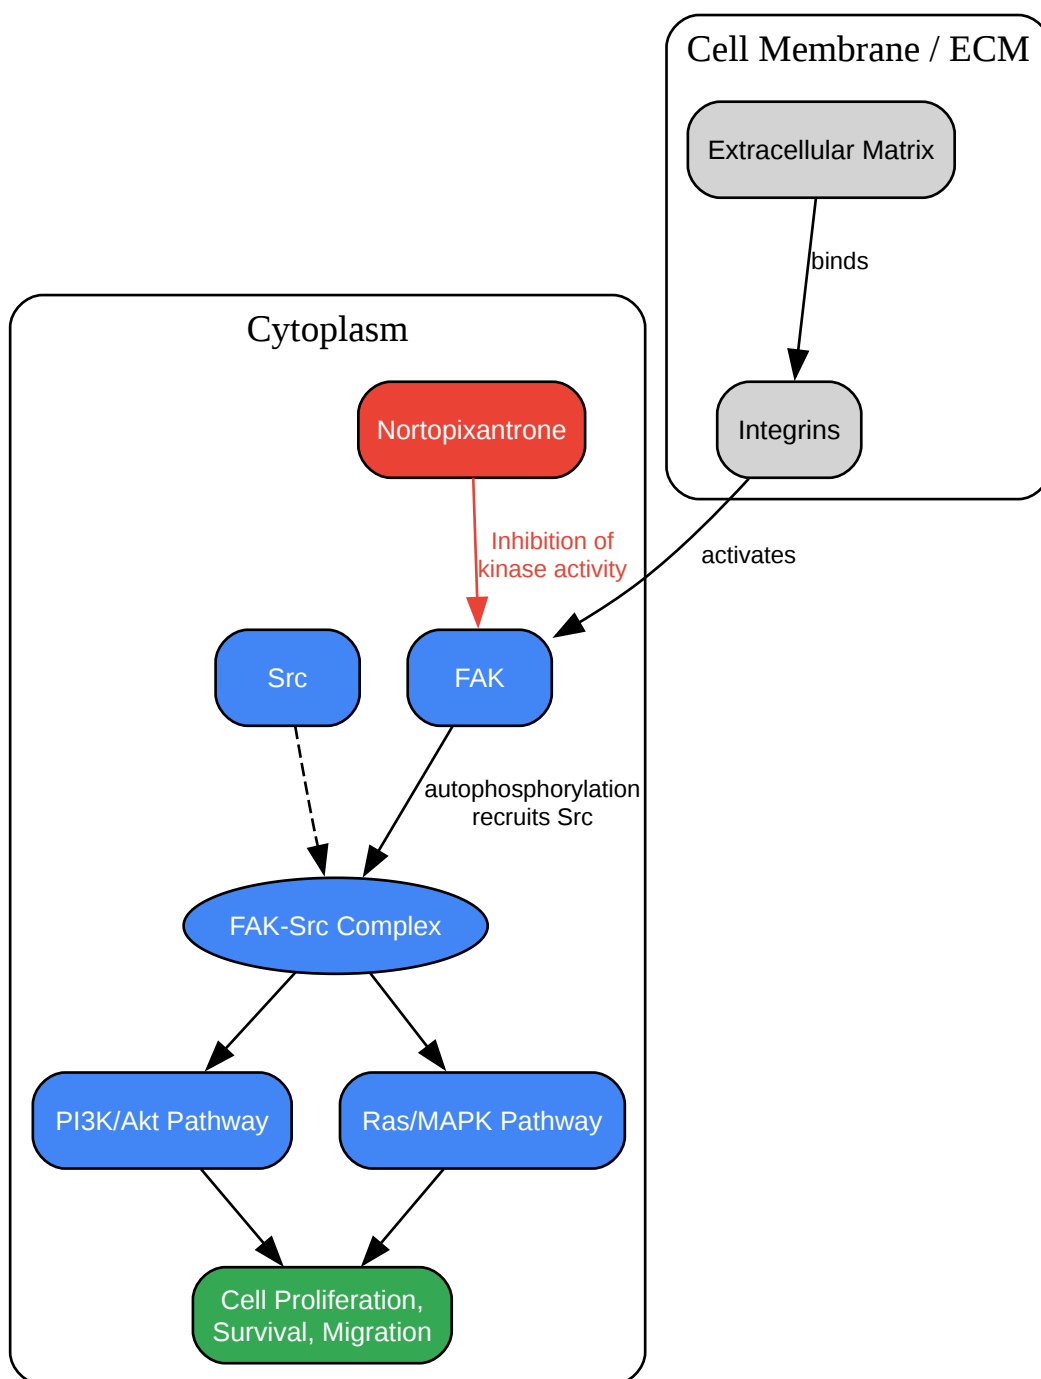 Cell Membrane / ECM
Extracellular Matrix
binds
Cytoplasm
Nortopixantrone
Integrins
Inhibition of
kinase activity
activates
Src
FAK
autophosphorylation
recruits Src
FAK-Src Complex
PI3K/Akt Pathway
Ras/MAPK Pathway
Cell Proliferation,
Survival, Migration